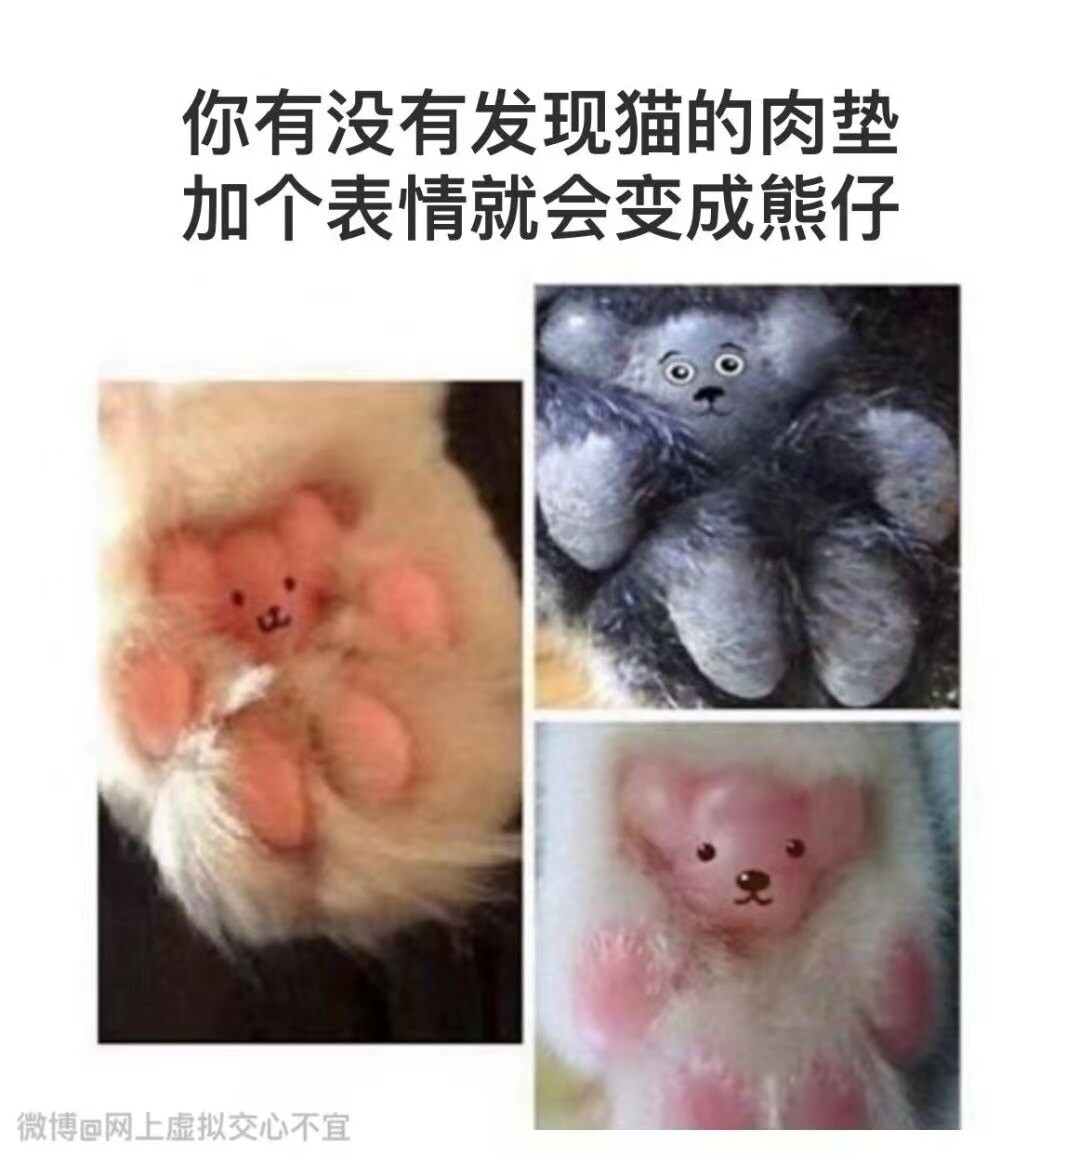 你有没有发现猫的肉垫
加个表情就会变成熊仔
微博@网上虚拟交心不宜